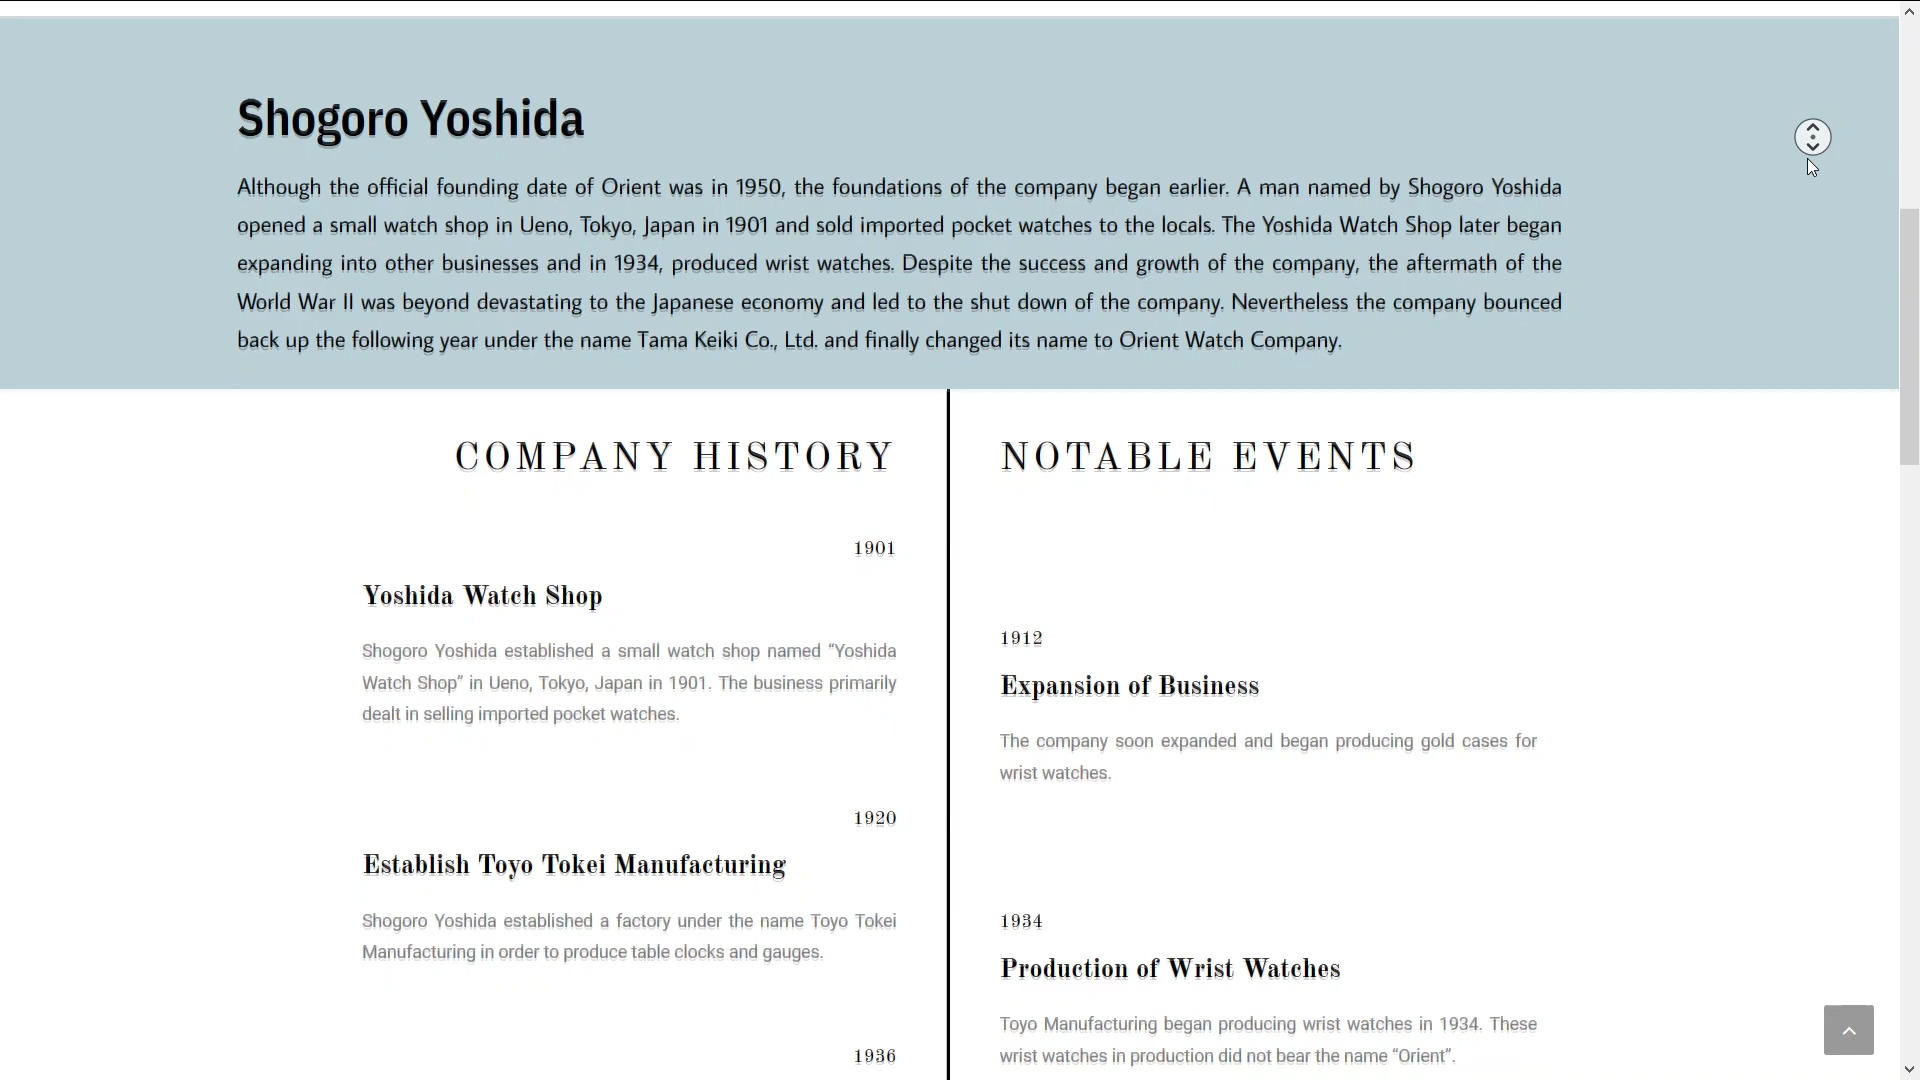 Shogoro Yoshida
Although the official founding date of Orient was in 1950, the foundations of the company began earlier. A man named by Shogoro Yoshida
opened a small watch shop in Ueno, Tokyo, Japan in 1901 and sold imported pocket watches to the locals. The Yoshida Watch Shop later began
expanding into other businesses and in 1934, produced wrist watches. Despite the success and growth of the company, the aftermath of the
World War II was beyond devastating to the Japanese economy and led to the shut down of the company. Nevertheless the company bounced
back up the following year under the name Tama Keiki Co., Ltd. and finally changed its name to Orient Watch Company.
COMPANY HISTORY
1901
Yoshida Watch Shop
Shogoro Yoshida established a small watch shop named “Yoshida
Watch Shop” in Ueno, Tokyo, Japan in 1901. The business primarily
dealt in selling imported pocket watches.
1920
Establish Toyo Tokei Manufacturing
Shogoro Yoshida established a factory under the name Toyo Tokei
Manufacturing in order to produce table clocks and gauges.
1936
NOTABLE EVENTS
1912
Expansion of Business
The company soon expanded and began producing gold cases for
wrist watches.
1934
Production of Wrist Watches
Toyo Manufacturing began producing wrist watches in 1934. These
wrist watches in production did not bear the name “Orient”.